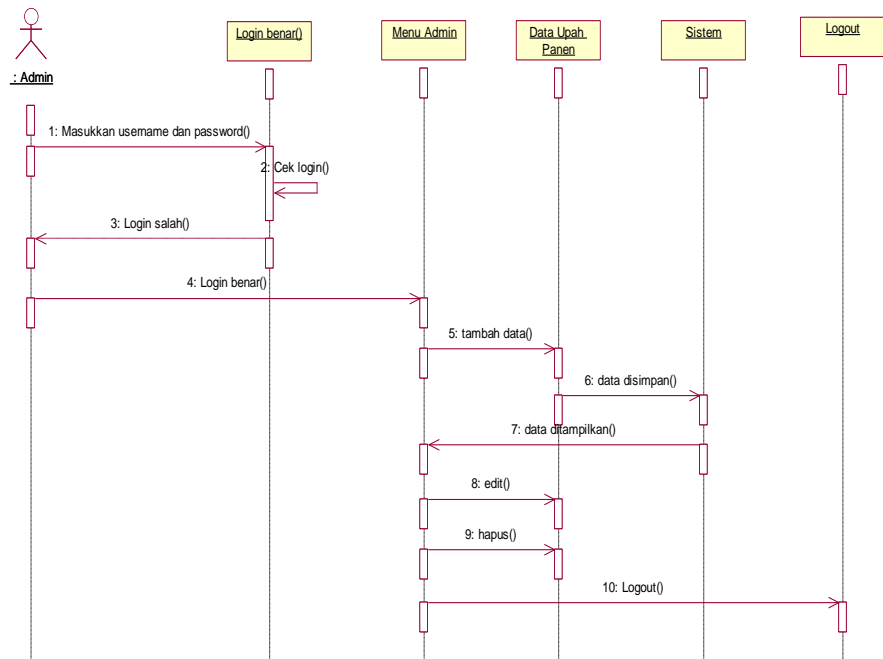 : Admin
Login benar()
Menu Admin
Data Upah
Panen
Sistem
Logout
1: Masukkan username dan password()
2: Cek login()
3: Login salah()
4: Login benar()
5: tambah data()
6: data disimpan()
7: data ditampilkan()
8: edit()
9: hapus()
10: Logout()